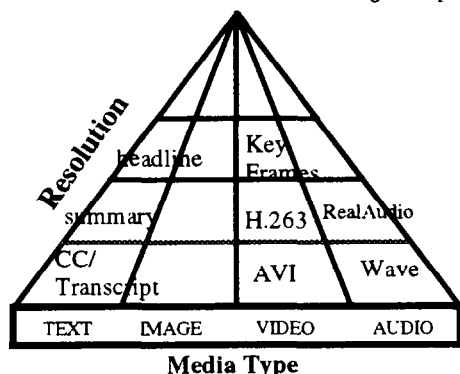 Resolution
headline
Key
Frames
summary
H.263
RealAudio
CC/
Transcript
AVI
Wave
TEXT IMAGE VIDEO AUDIO
Media Type